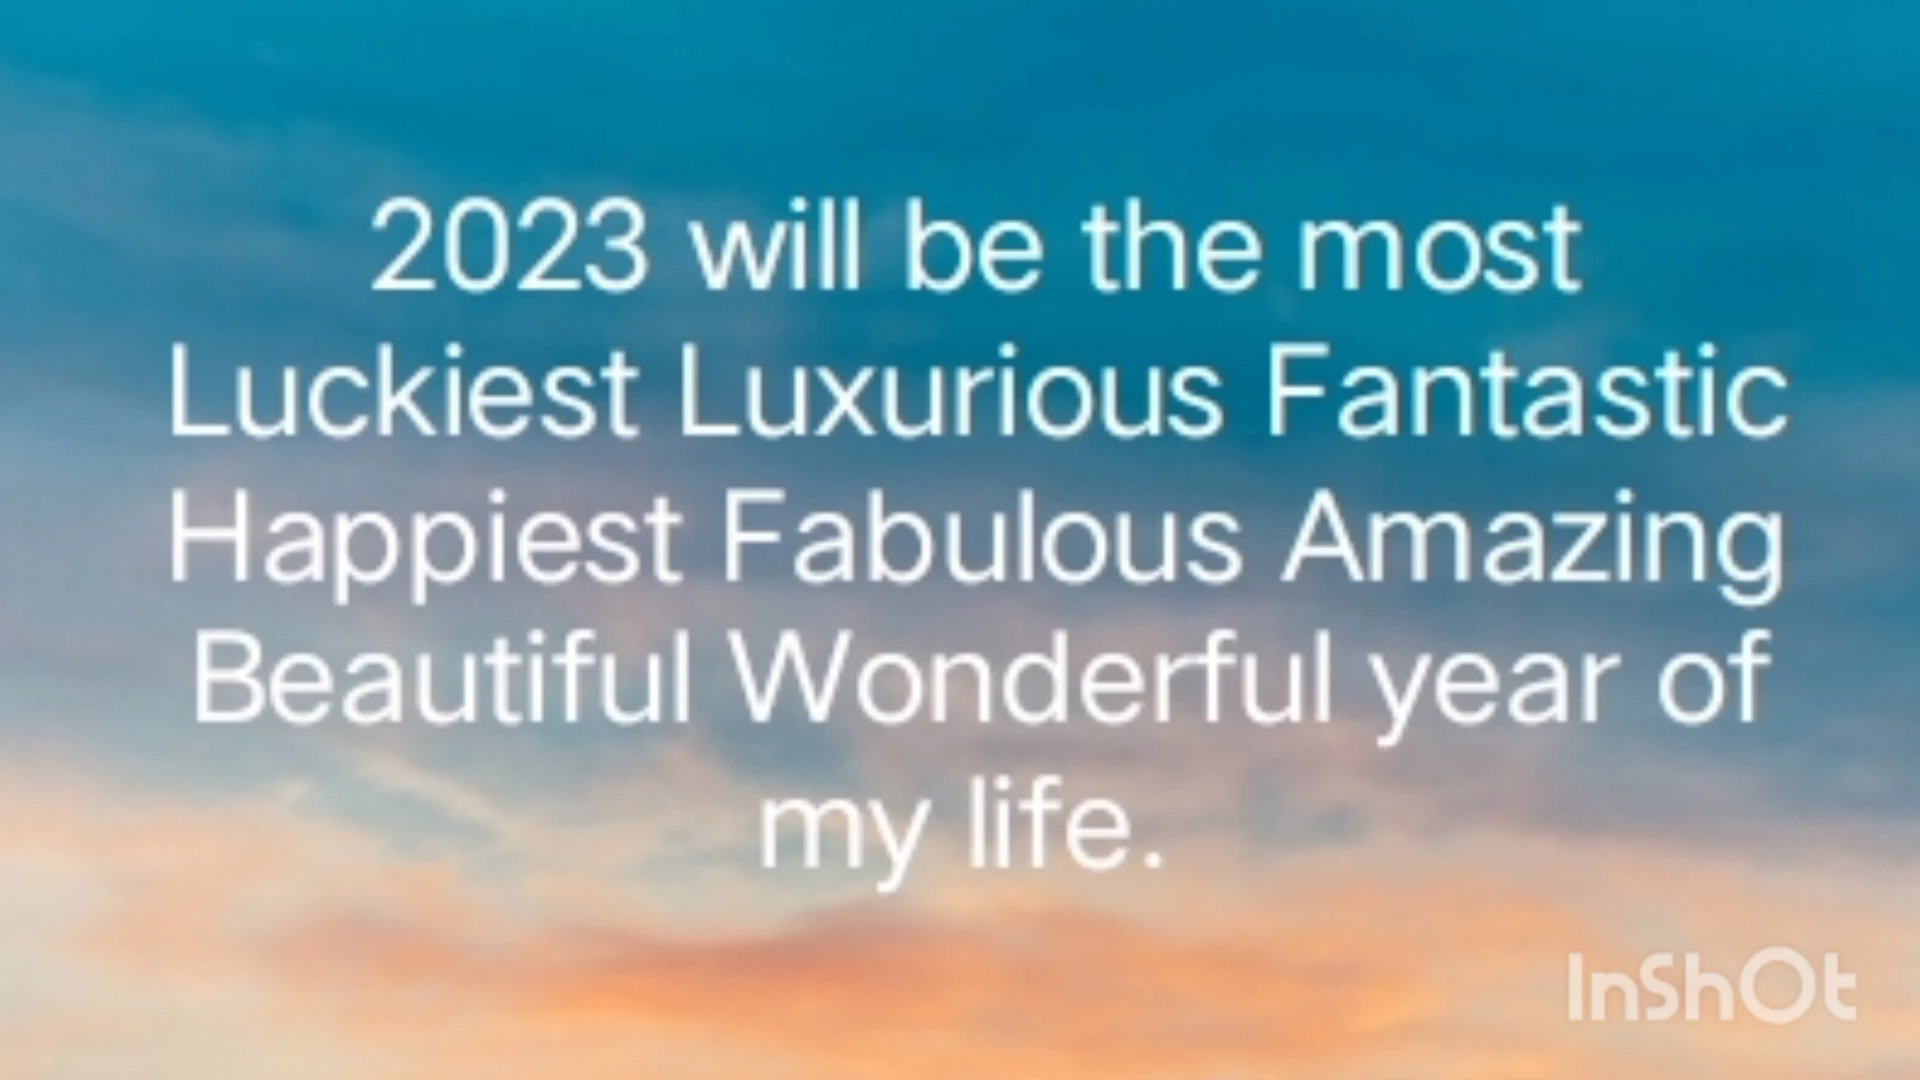 2023 will be the most
Luckiest Luxurious Fantastic
Happiest Fabulous Amazing
Beautiful Wonderful year of
my life.
InShOt